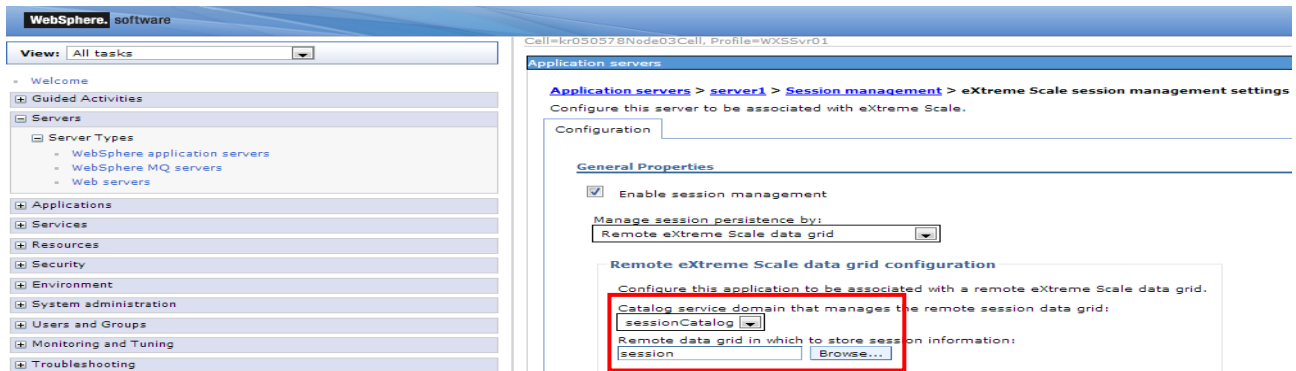 WebSphere. software
View: All tasks
Welcome
Guided Activities
Servers
Server Types
WebSphere application servers
WebSphere MQ servers
Web servers
Applications
Services
Resources
Security
Environment
System administration
Users and Groups
Monitoring and Tuning
Troubleshooting
Cell=kr050578Node03Cell, Profile=WXSSvr01
Application servers
Application servers > server1 > Session management > eXtreme Scale session management settings
Configure this server to be associated with eXtreme Scale.
Configuration
General Properties
Enable session management
Manage session persistence by:
Remote eXtreme Scale data grid
Remote eXtreme Scale data grid configuration
Configure this application to be associated with a remote eXtreme Scale data grid.
Catalog service domain that manages the remote session data grid:
sessionCatalog
Remote data grid in which to store session information:
session Browse...